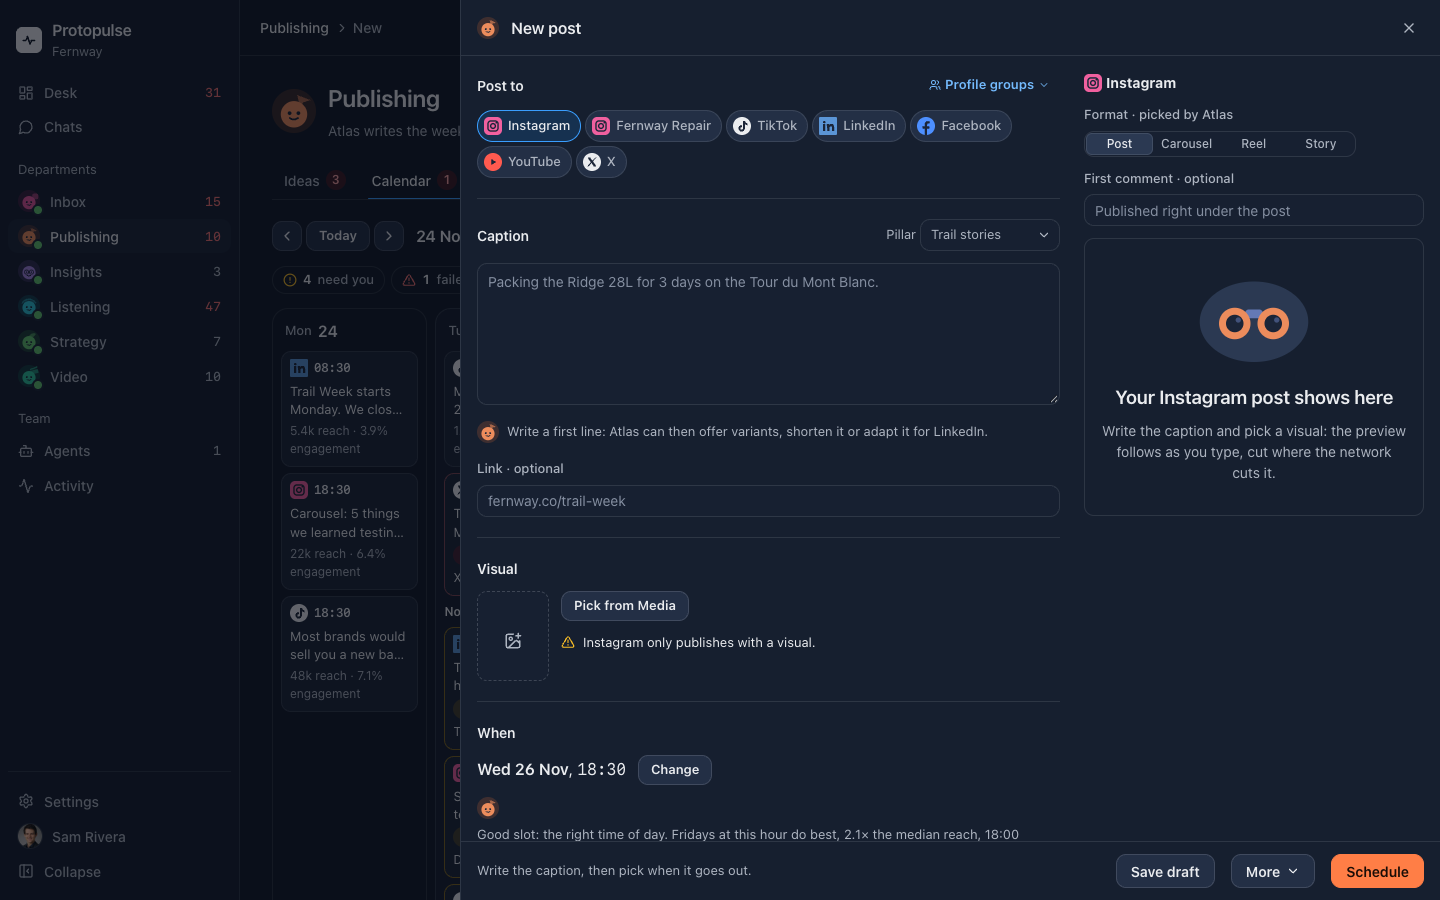 Protopulse
Fernway
Desk 31
Chats
Departments
Inbox 15
Publishing 10
Insights 3
Listening 47
Strategy 7
Video 10
Team
Agents 1
Activity
Settings
Sam Rivera
Collapse
Publishing > New
Publishing
Atlas writes the
Ideas 3 Calendar 1
Today 24 No
4 need you 1
Mon 24
08:30
Trail Week starts
Monday. We clos...
5.4k reach · 3.9%
engagement
18:30
Carousel: 5 things
we learned testin...
22k reach · 6.4%
engagement
18:30
Most brands would
sell you a new ba...
48k reach · 7.1%
engagement
New post
Post to Profile groups
Instagram Fernway Repair TikTok LinkedIn Facebook
YouTube X
Caption Pillar Trail stories
Packing the Ridge 28L for 3 days on the Tour du Mont Blanc.
Write a first line: Atlas can then offer variants, shorten it or adapt it for LinkedIn.
Link · optional
fernway.co/trail-week
Visual
Pick from Media
Instagram only publishes with a visual.
When
Wed 26 Nov, 18:30 Change
Good slot: the right time of day. Fridays at this hour do best, 2.1× the median reach, 18:00
Instagram
Format · picked by Atlas
Post Carousel Reel Story
First comment · optional
Published right under the post
Your Instagram post shows here
Write the caption and pick a visual: the preview
follows as you type, cut where the network
cuts it.
Write the caption, then pick when it goes out.
Save draft More Schedule